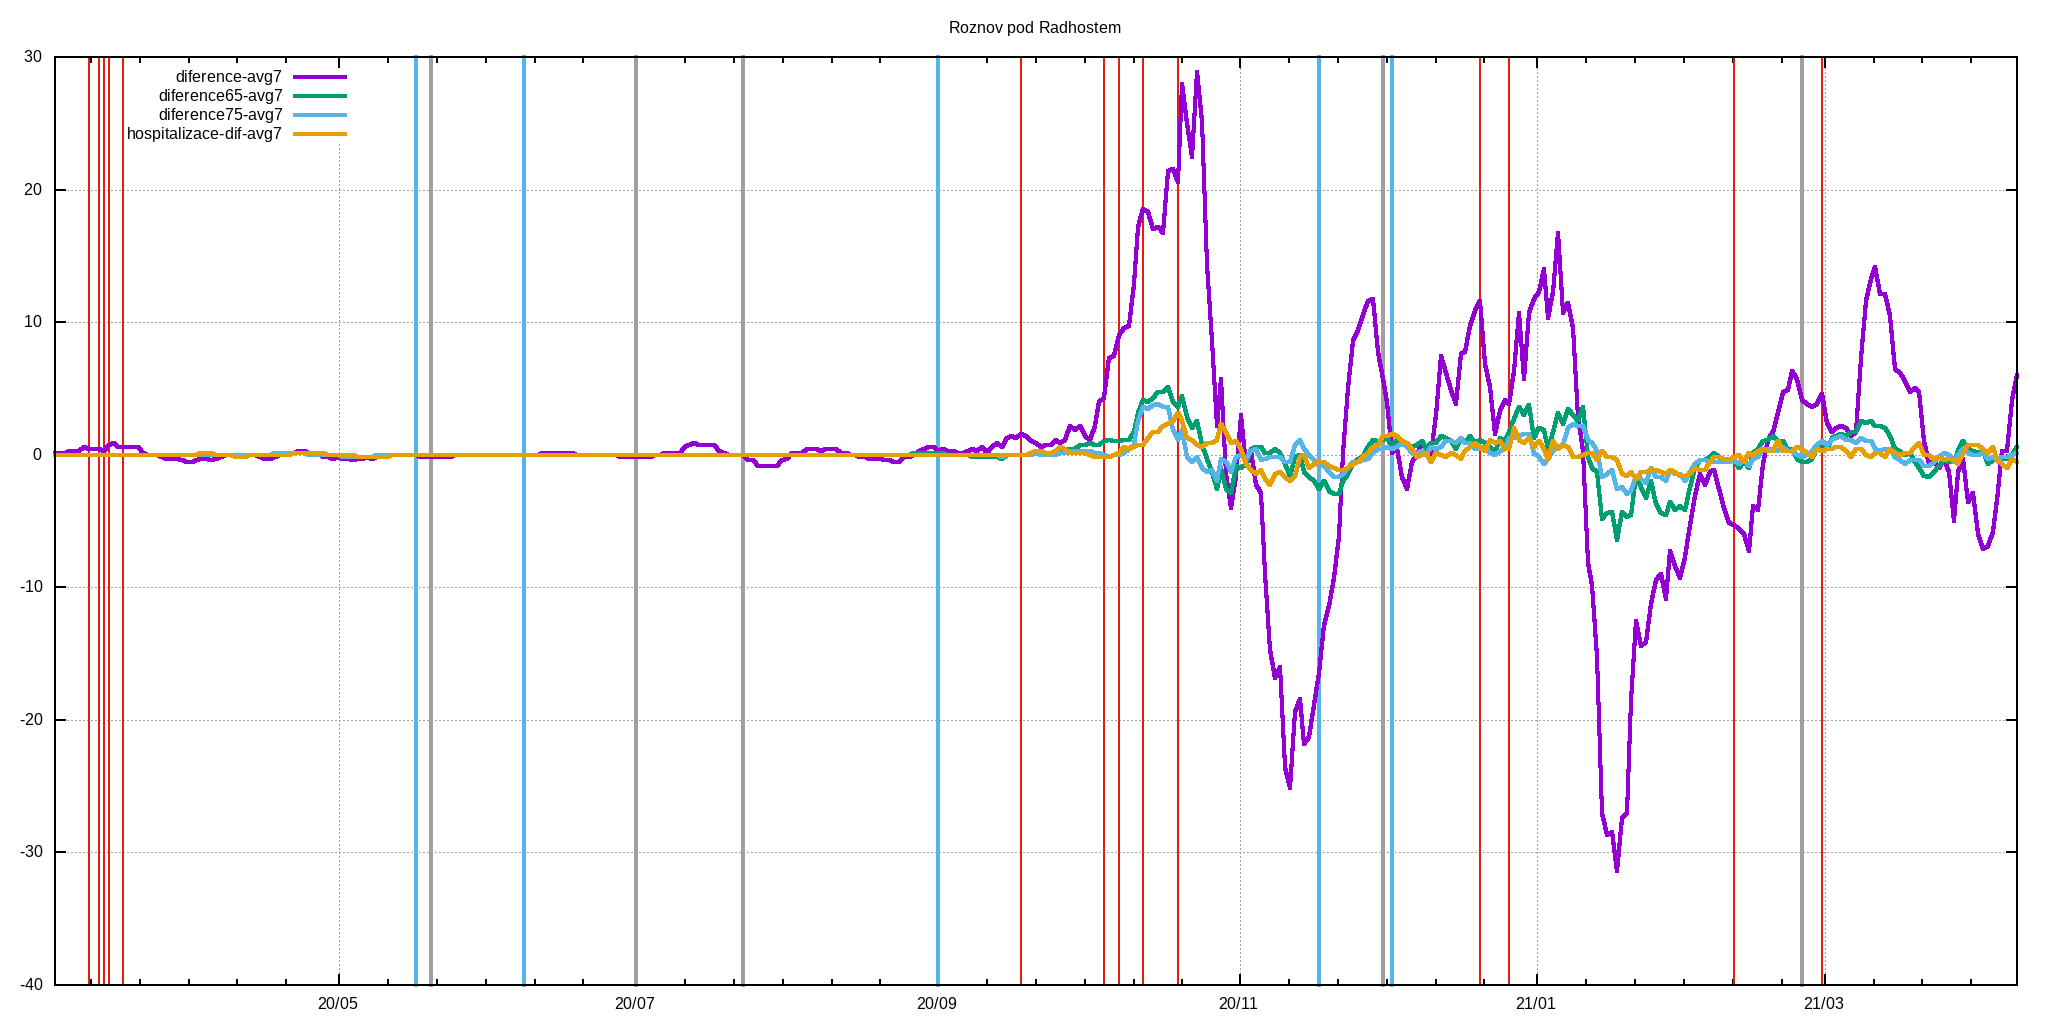 Roznov pod Radhostem
30
20
10
0
-10
-20
-30
-40
diference-avg7
diference65-avg7
diference75-avg7
hospitalizace-dif-avg7
20/05
20/07
20/09
20/11
21/01
21/03